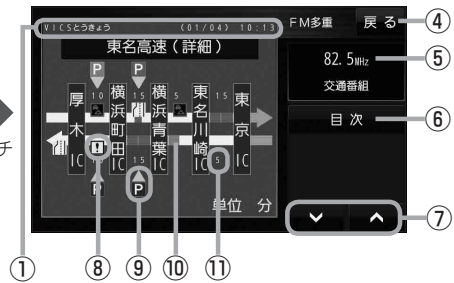 VICSとうきょう (01/04) 10:13
FM多重
戻る
④
①
東名高速(詳細)
82.5MHz
⑤
交通番組
P
P
10
15
5
15
厚木IC
横浜町田IC
横浜青葉IC
東名川崎IC
東京IC
目次
⑥
チ
15
5
P
P
単位 分
⑦
①
⑧
⑨
⑩
⑪